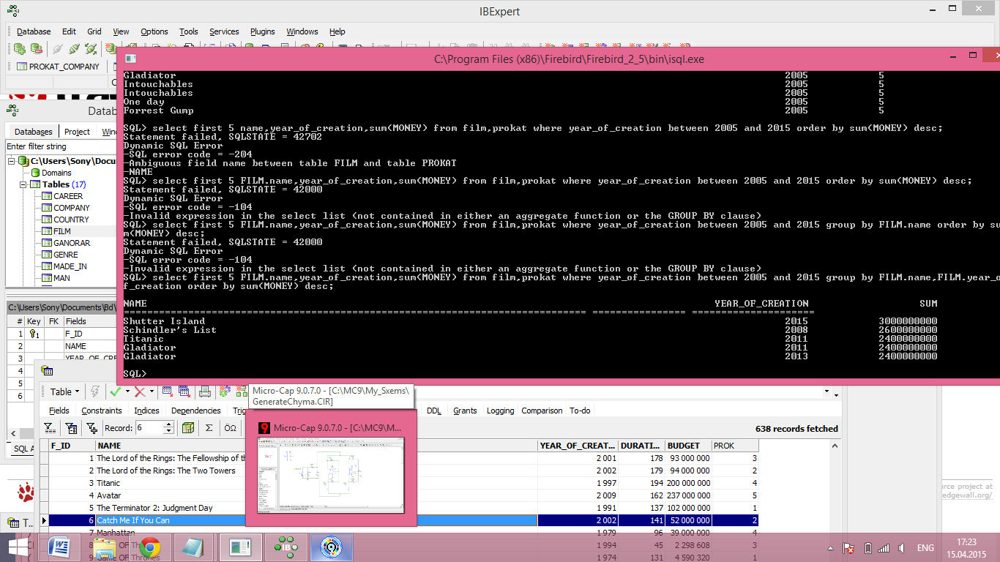 IBExpert
Database Edit Grid View Options Tools Services Plugins Windows Help
PROKAT_COMPANY
C:\Program Files (x86)\Firebird\Firebird_2_5\bin\isql.exe
Gladiator 2005 5
Intouchables 2005 5
Intouchables 2005 5
One day 2005 5
Forrest Gump 2005 5
SQL> select first 5 name,year_of_creation,sum(MONEY) from film,prokat where year_of_creation between 2005 and 2015 order by sum(MONEY) desc;
Statement failed, SQLSTATE = 42702
Dynamic SQL Error
-SQL error code = -204
-Ambiguous field name between table FILM and table PROKAT
-NAME
SQL> select first 5 FILM.name,year_of_creation,sum(MONEY) from film,prokat where year_of_creation between 2005 and 2015 order by sum(MONEY) desc;
Statement failed, SQLSTATE = 42000
Dynamic SQL Error
-SQL error code = -104
-Invalid expression in the select list (not contained in either an aggregate function or the GROUP BY clause)
SQL> select first 5 FILM.name,year_of_creation,sum(MONEY) from film,prokat where year_of_creation between 2005 and 2015 group by FILM.name order by su
m(MONEY) desc;
Statement failed, SQLSTATE = 42000
Dynamic SQL Error
-SQL error code = -104
-Invalid expression in the select list (not contained in either an aggregate function or the GROUP BY clause)
SQL> select first 5 FILM.name,year_of_creation,sum(MONEY) from film,prokat where year_of_creation between 2005 and 2015 group by FILM.name,FILM.year_o
f_creation order by sum(MONEY) desc;
NAME YEAR_OF_CREATION SUM
Shutter Island 2015 3000000000
Schindler's List 2008 2600000000
Titanic 2011 2400000000
Gladiator 2011 2400000000
Gladiator 2013 2400000000
SQL>
Datab
Databases Project Wind
Enter filter string
C:\Users\Sony\Docu
Domains
Tables (17)
CAREER
COMPANY
COUNTRY
FILM
GANORAR
GENRE
MADE_IN
MAN
C:\Users\Sony\Documents\Bd\
# Key FK Fields
1 1 F_ID
2 NAME
3 YEAR_OF_CRE
4
5
6
SQL A
Table
Micro-Cap 9.0.7.0 - [C:\MC9\My_Sxems\
GenerateChyma.CIR]
Fields Constraints Indices Dependencies Trig DDL Grants Logging Comparison To-do
Micro-Cap 9.0.7.0 - [C:\MC9\M...
Record: 6 Σ ÖΩ 638 records fetched
F_ID NAME YEAR_OF_CREAT... DURATI... BUDGET PROK
1 The Lord of the Rings: The Fellowship of th 2 001 178 93 000 000 3
2 The Lord of the Rings: The Two Towers 2 002 179 94 000 000 2
3 Titanic 1 997 194 200 000 000 4
4 Avatar 2 009 162 237 000 000 5
5 The Terminator 2: Judgment Day 1 991 137 102 000 000 1
6 Catch Me If You Can 2 002 141 52 000 000 2
7 Manhattan 1 979 96 39 000 000 4
8 1 994 45 2 298 608 3
9 1 974 131 4 590 320 1
urce project at
edgewall.org/
T...
ENG
17:23
15.04.2015